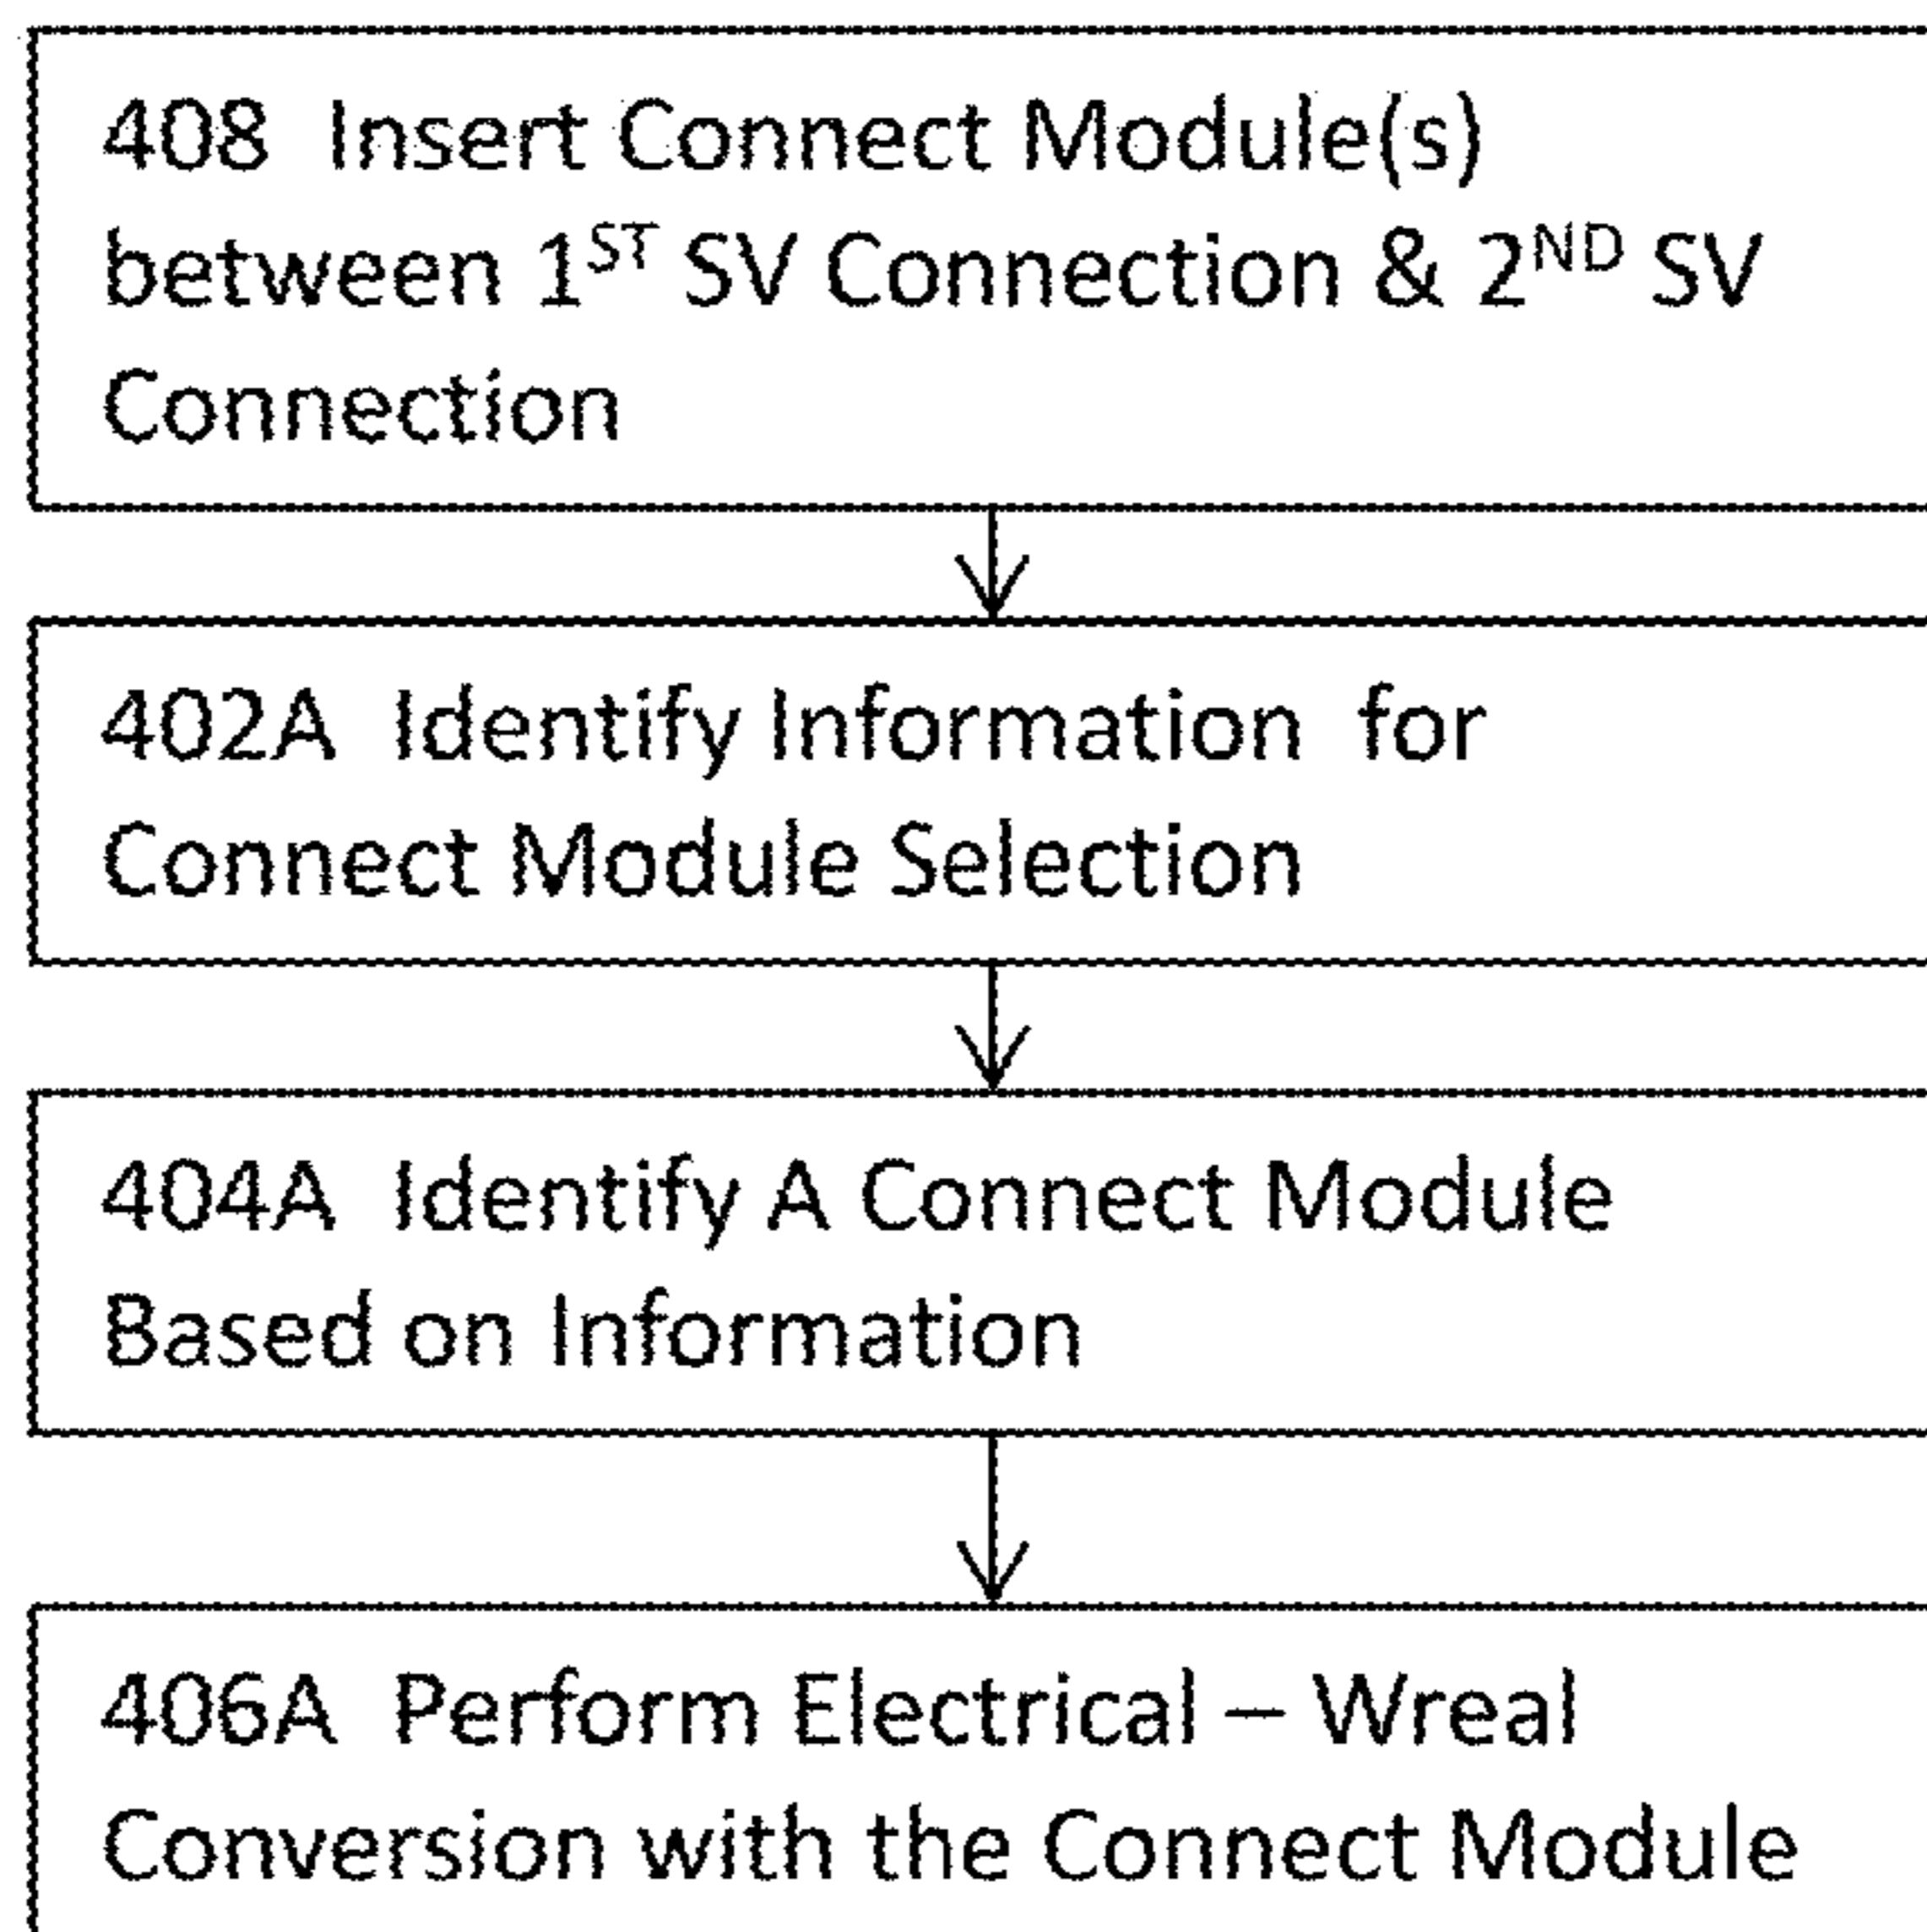 408 Insert Connect Module(s)
between 1ST SV Connection & 2ND SV
Connection
402A Identify Information for
Connect Module Selection
404A Identify A Connect Module
Based on Information
406A Perform Electrical – Wreal
Conversion with the Connect Module